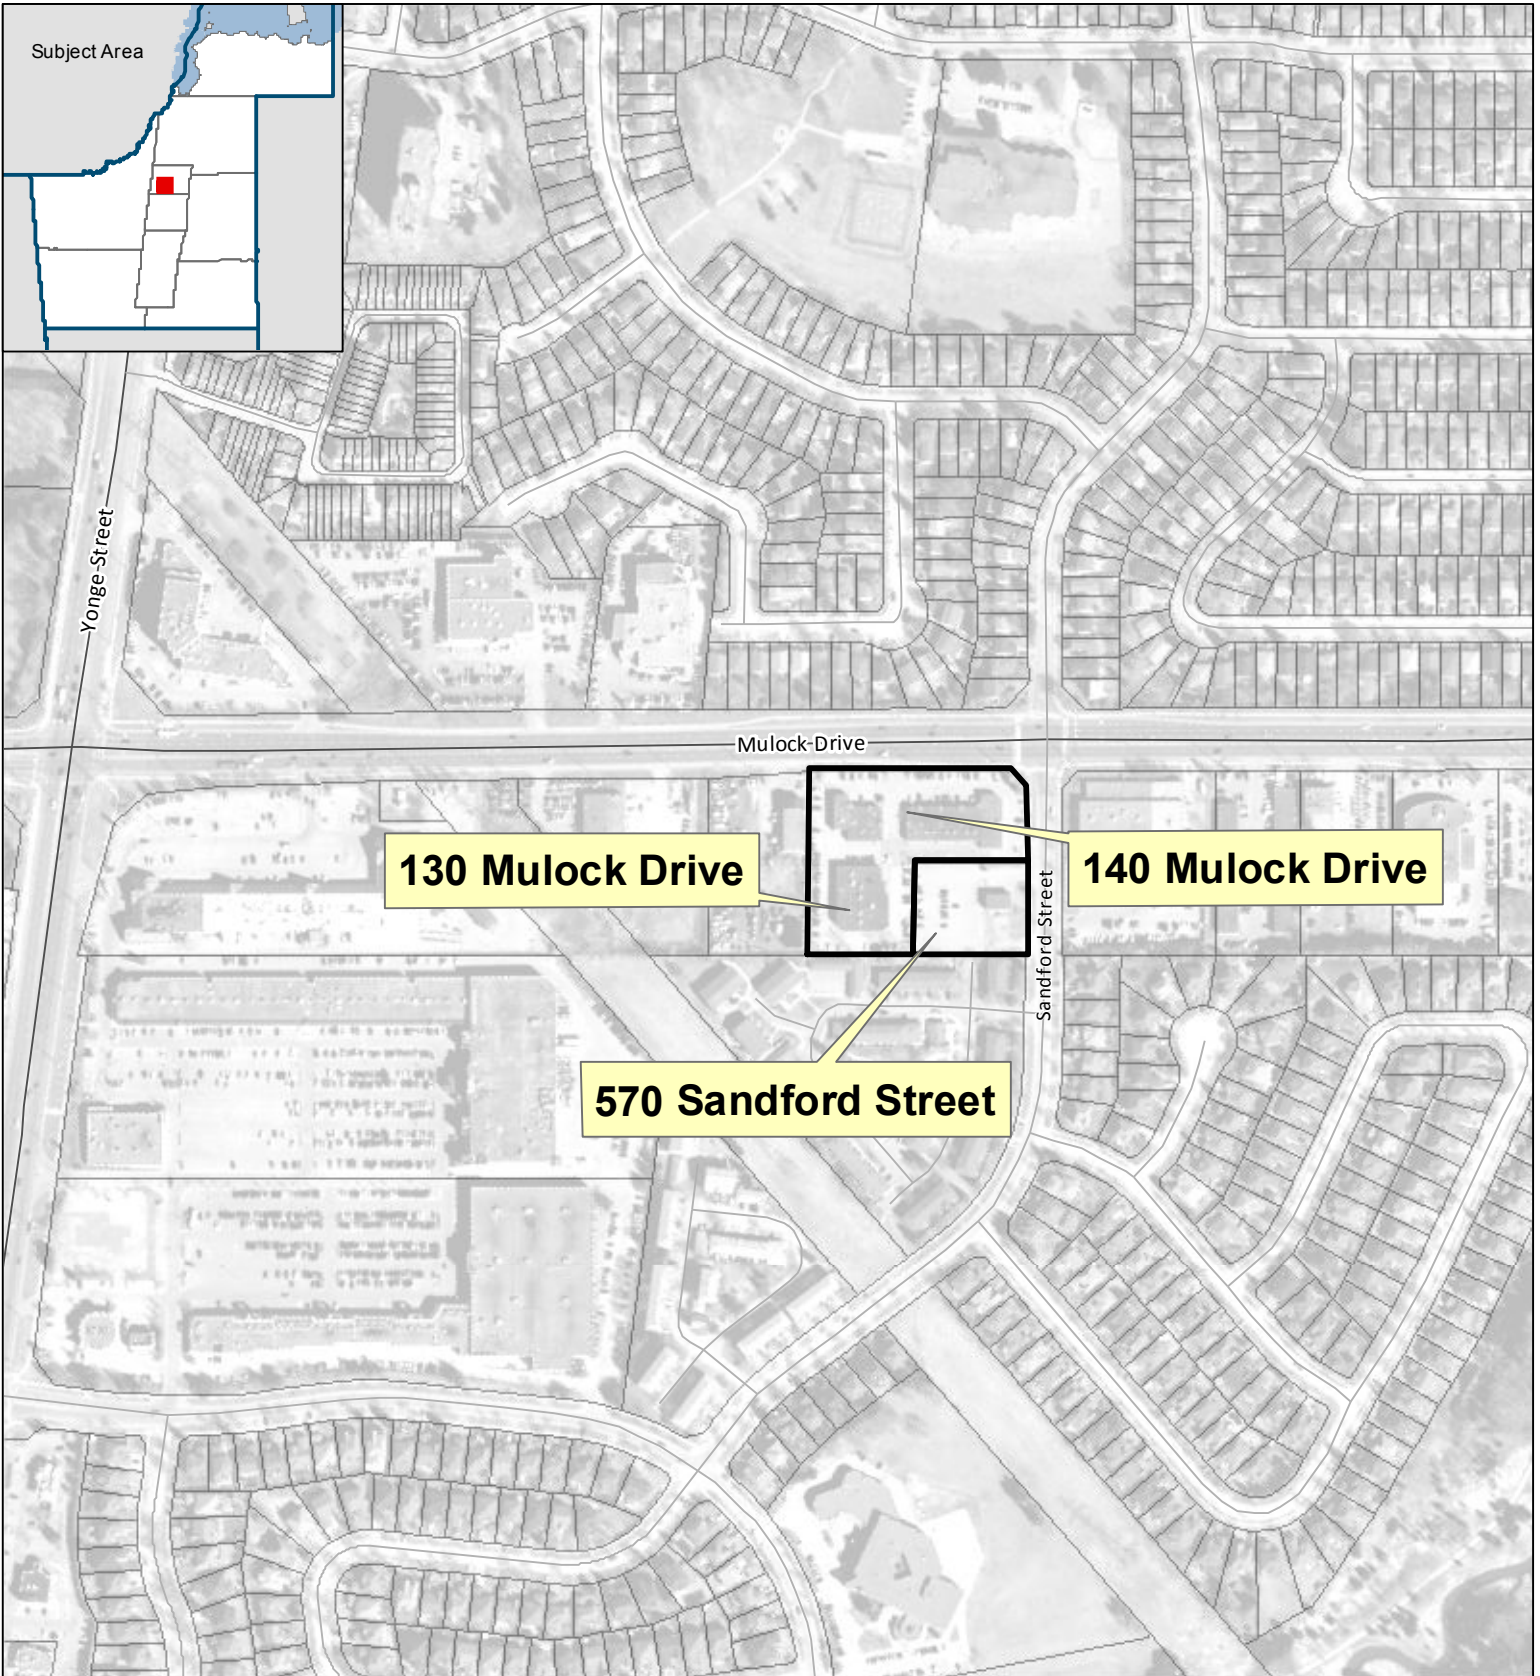 Subject Area
Yonge Street
Mulock Drive
130 Mulock Drive
140 Mulock Drive
Sandford Street
570 Sandford Street